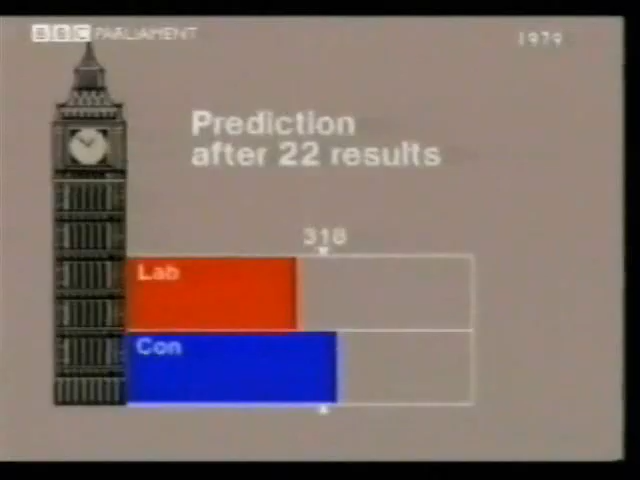 BBC PARLIAMENT
1979
Prediction
after 22 results
318
Lab
Con